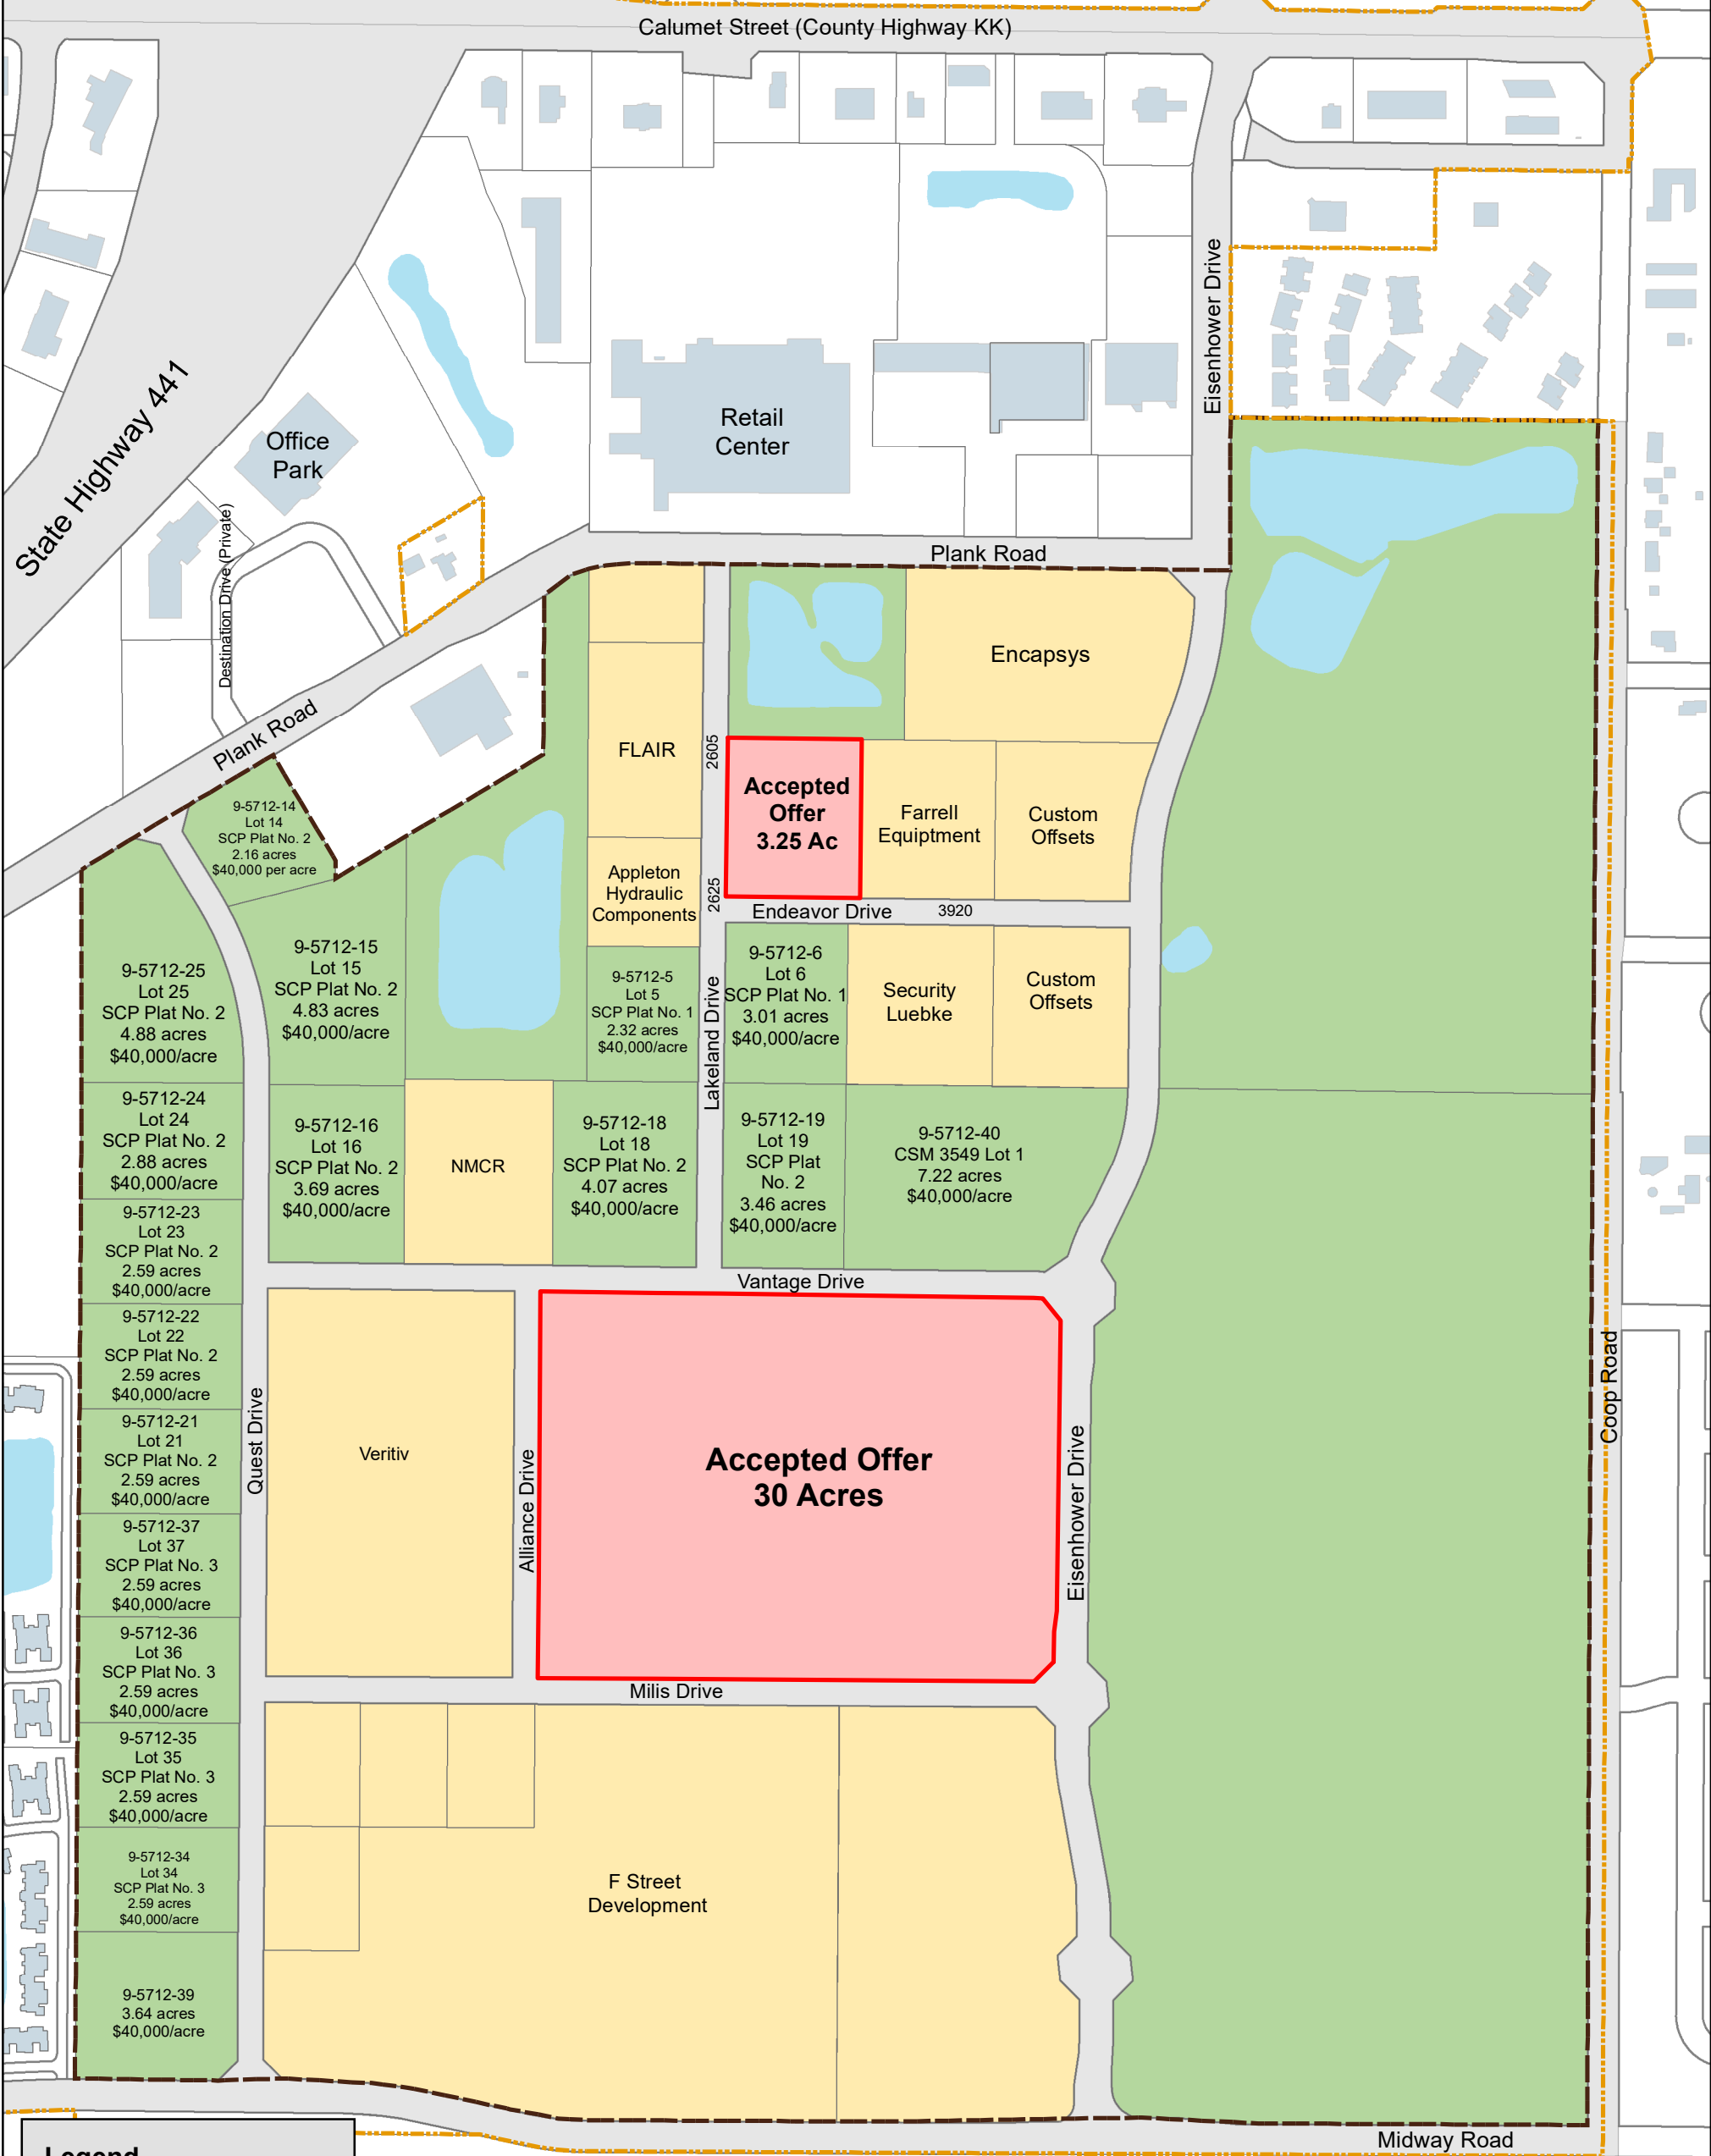 Calumet Street (County Highway KK)
Eisenhower Drive
State Highway 441
Office
Park
Retail
Center
Destination Drive (Private)
Plank Road
Plank Road
Encapsys
FLAIR
2605
Accepted
Offer
3.25 Ac
Farrell
Equiptment
Custom
Offsets
9-5712-14
Lot 14
SCP Plat No. 2
2.16 acres
$40,000 per acre
Appleton
Hydraulic
Components
2625
Endeavor Drive
3920
9-5712-25
Lot 25
SCP Plat No. 2
4.88 acres
$40,000/acre
9-5712-15
Lot 15
SCP Plat No. 2
4.83 acres
$40,000/acre
9-5712-5
Lot 5
SCP Plat No. 1
2.32 acres
$40,000/acre
Lakeland Drive
9-5712-6
Lot 6
SCP Plat No. 1
3.01 acres
$40,000/acre
Security
Luebke
Custom
Offsets
9-5712-24
Lot 24
SCP Plat No. 2
2.88 acres
$40,000/acre
9-5712-16
Lot 16
SCP Plat No. 2
3.69 acres
$40,000/acre
NMCR
9-5712-18
Lot 18
SCP Plat No. 2
4.07 acres
$40,000/acre
9-5712-19
Lot 19
SCP Plat
No. 2
3.46 acres
$40,000/acre
9-5712-40
CSM 3549 Lot 1
7.22 acres
$40,000/acre
9-5712-23
Lot 23
SCP Plat No. 2
2.59 acres
$40,000/acre
Vantage Drive
9-5712-22
Lot 22
SCP Plat No. 2
2.59 acres
$40,000/acre
Quest Drive
Veritiv
Alliance Drive
Accepted Offer
30 Acres
Eisenhower Drive
Coop Road
9-5712-21
Lot 21
SCP Plat No. 2
2.59 acres
$40,000/acre
9-5712-37
Lot 37
SCP Plat No. 3
2.59 acres
$40,000/acre
9-5712-36
Lot 36
SCP Plat No. 3
2.59 acres
$40,000/acre
Milis Drive
9-5712-35
Lot 35
SCP Plat No. 3
2.59 acres
$40,000/acre
9-5712-34
Lot 34
SCP Plat No. 3
2.59 acres
$40,000/acre
F Street
Development
9-5712-39
3.64 acres
$40,000/acre
Midway Road
Legend